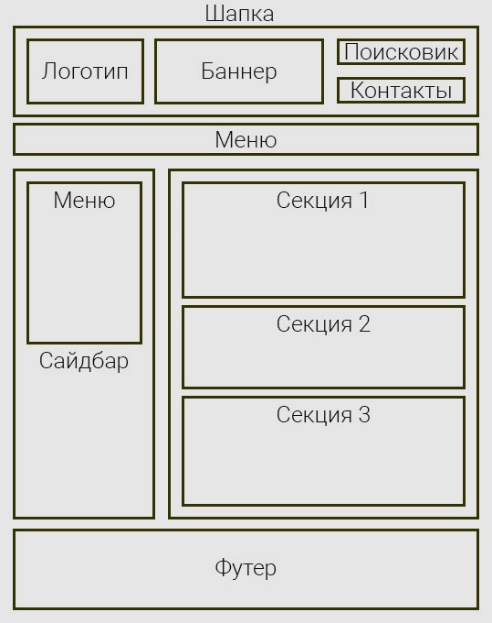 Шапка
Логотип
Баннер
Поисковик
Контакты
Меню
Меню
Сайдбар
Секция 1
Секция 2
Секция 3
Футер